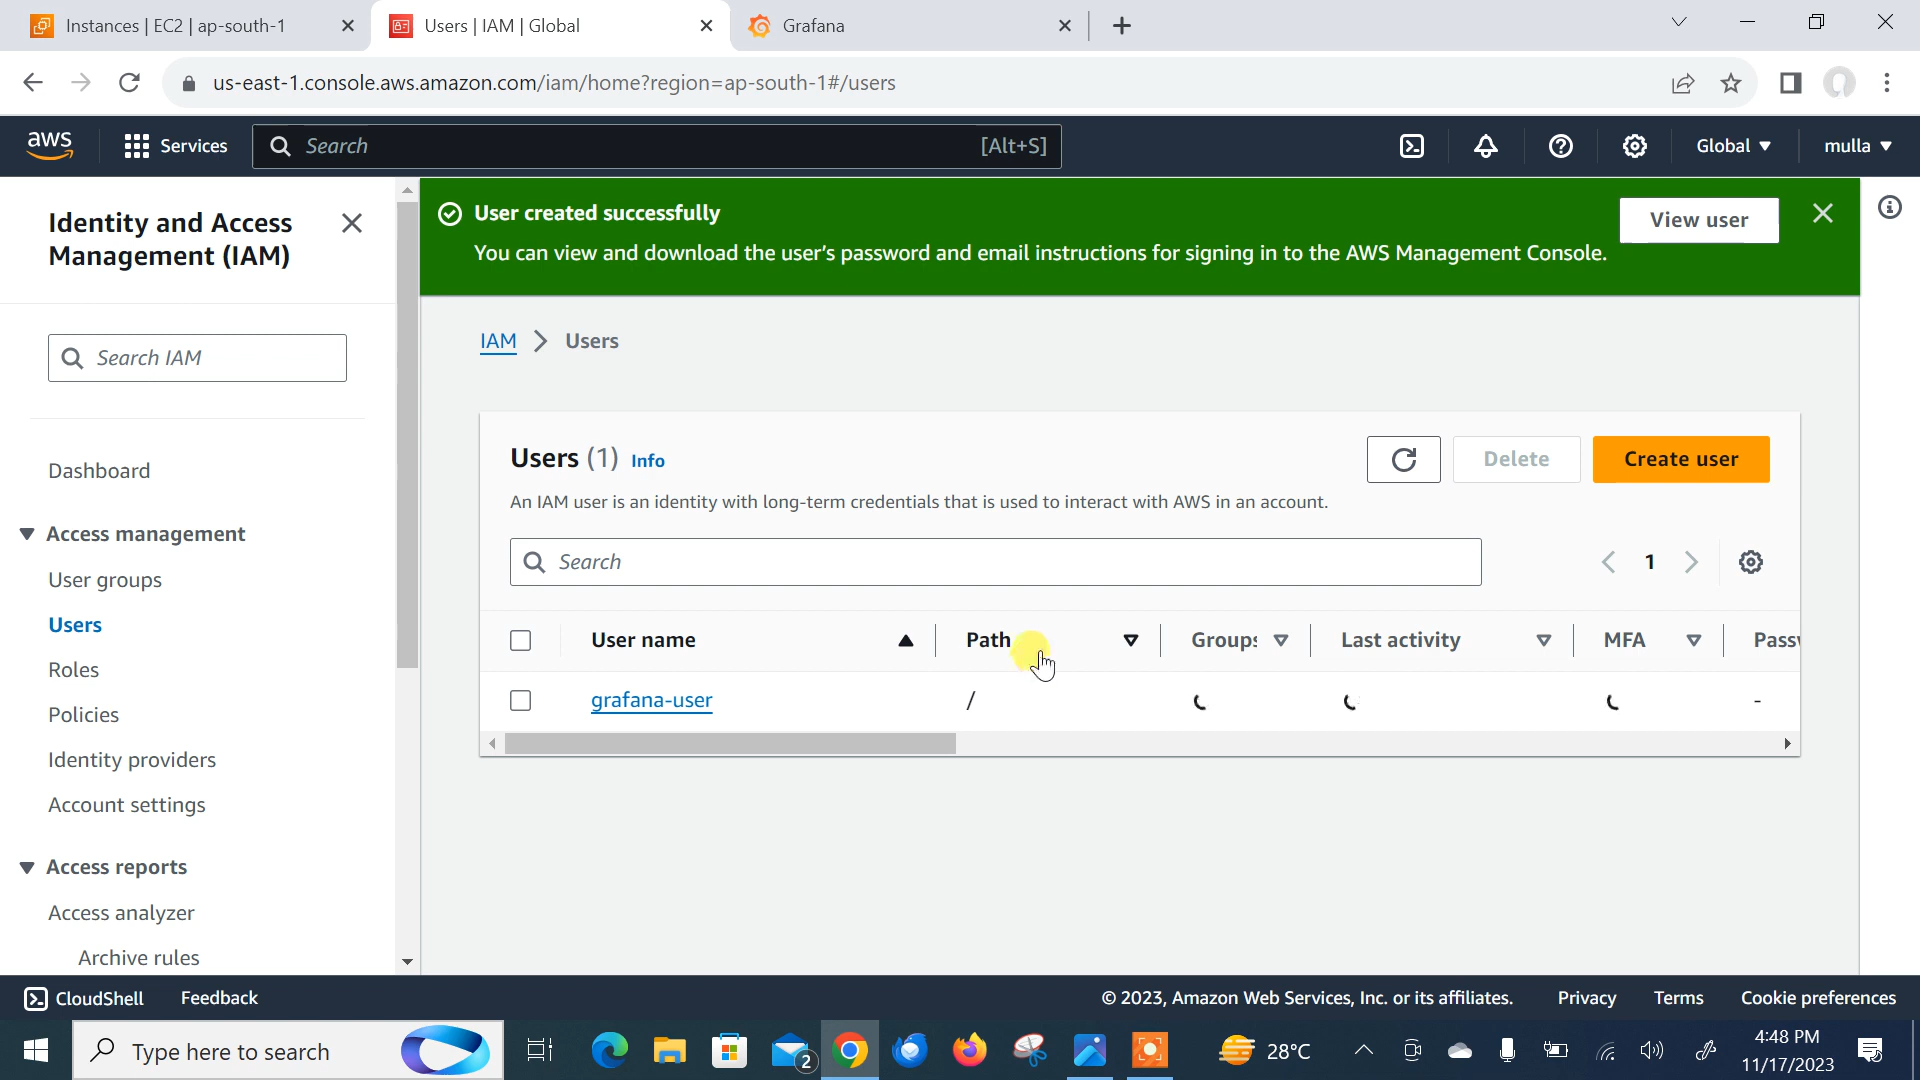 Instances | EC2 | ap-south-1
Users | IAM | Global
Grafana
us-east-1.console.aws.amazon.com/iam/home?region=ap-south-1#/users
aws
Services
Search
[Alt+S]
Global
mulla
Identity and Access
Management (IAM)
Search IAM
Dashboard
Access management
User groups
Users
Roles
Policies
Identity providers
Account settings
Access reports
Access analyzer
Archive rules
User created successfully
You can view and download the user's password and email instructions for signing in to the AWS Management Console.
View user
IAM > Users
Users (1) Info
Delete
Create user
An IAM user is an identity with long-term credentials that is used to interact with AWS in an account.
Search
1
User name Path Groups Last activity MFA Passw
grafana-user / -
CloudShell Feedback
© 2023, Amazon Web Services, Inc. or its affiliates. Privacy Terms Cookie preferences
Type here to search
2
28°C
4:48 PM
11/17/2023